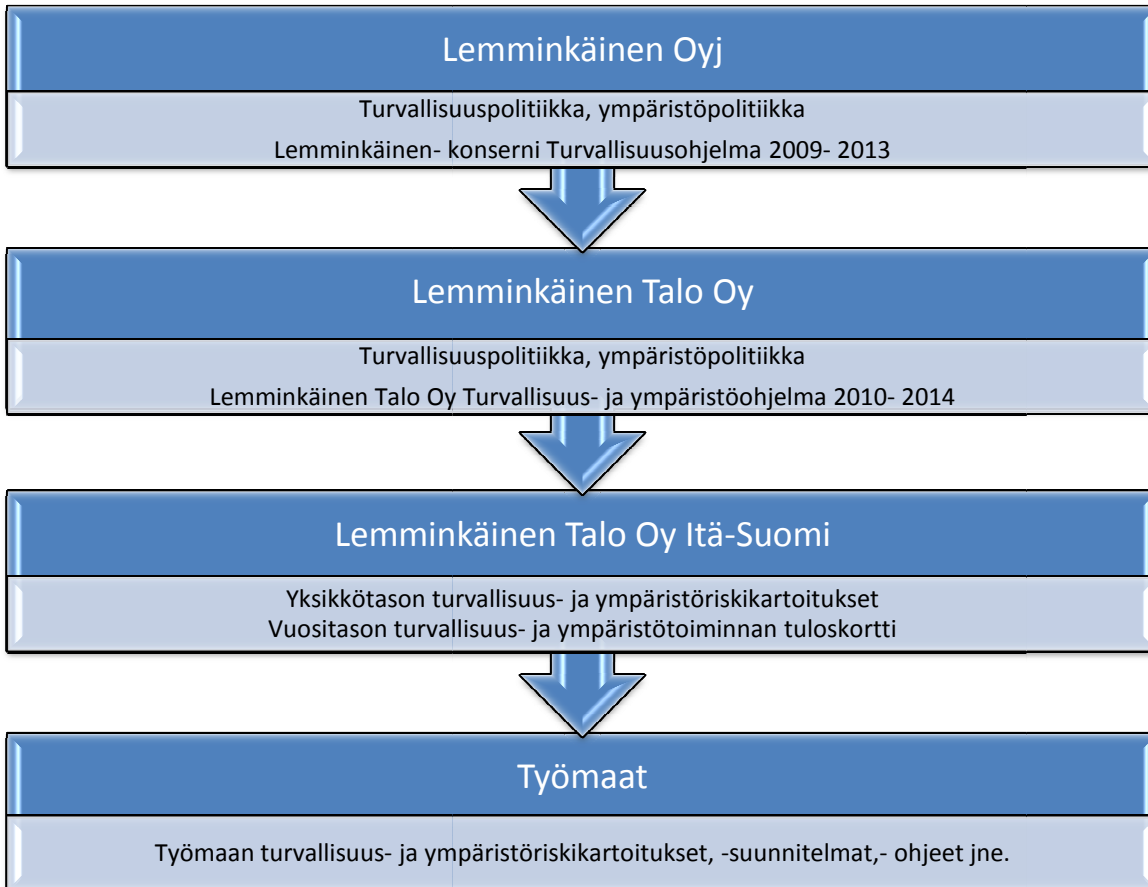 Lemminkäinen Oyj
Turvallisuuspolitiikka, ympäristöpolitiikka
Lemminkäinen- konserni Turvallisuusohjelma 2009- 2013
Lemminkäinen Talo Oy
Turvallisuuspolitiikka, ympäristöpolitiikka
Lemminkäinen Talo Oy Turvallisuus- ja ympäristöohjelma 2010- 2014
Lemminkäinen Talo Oy Itä-Suomi
Yksikkötason turvallisuus- ja ympäristöriskikartoitukset
Vuositason turvallisuus- ja ympäristötoiminnan tuloskortti
Työmaat
Työmaan turvallisuus- ja ympäristöriskikartoitukset, -suunnitelmat,- ohjeet jne.